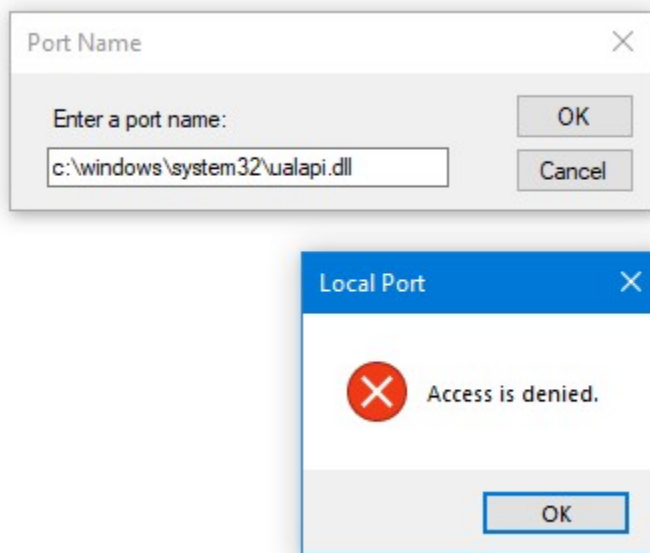 Port Name
Enter a port name:
OK
c:\windows\system32\ualapi.dll
Cancel
Local Port
Access is denied.
OK